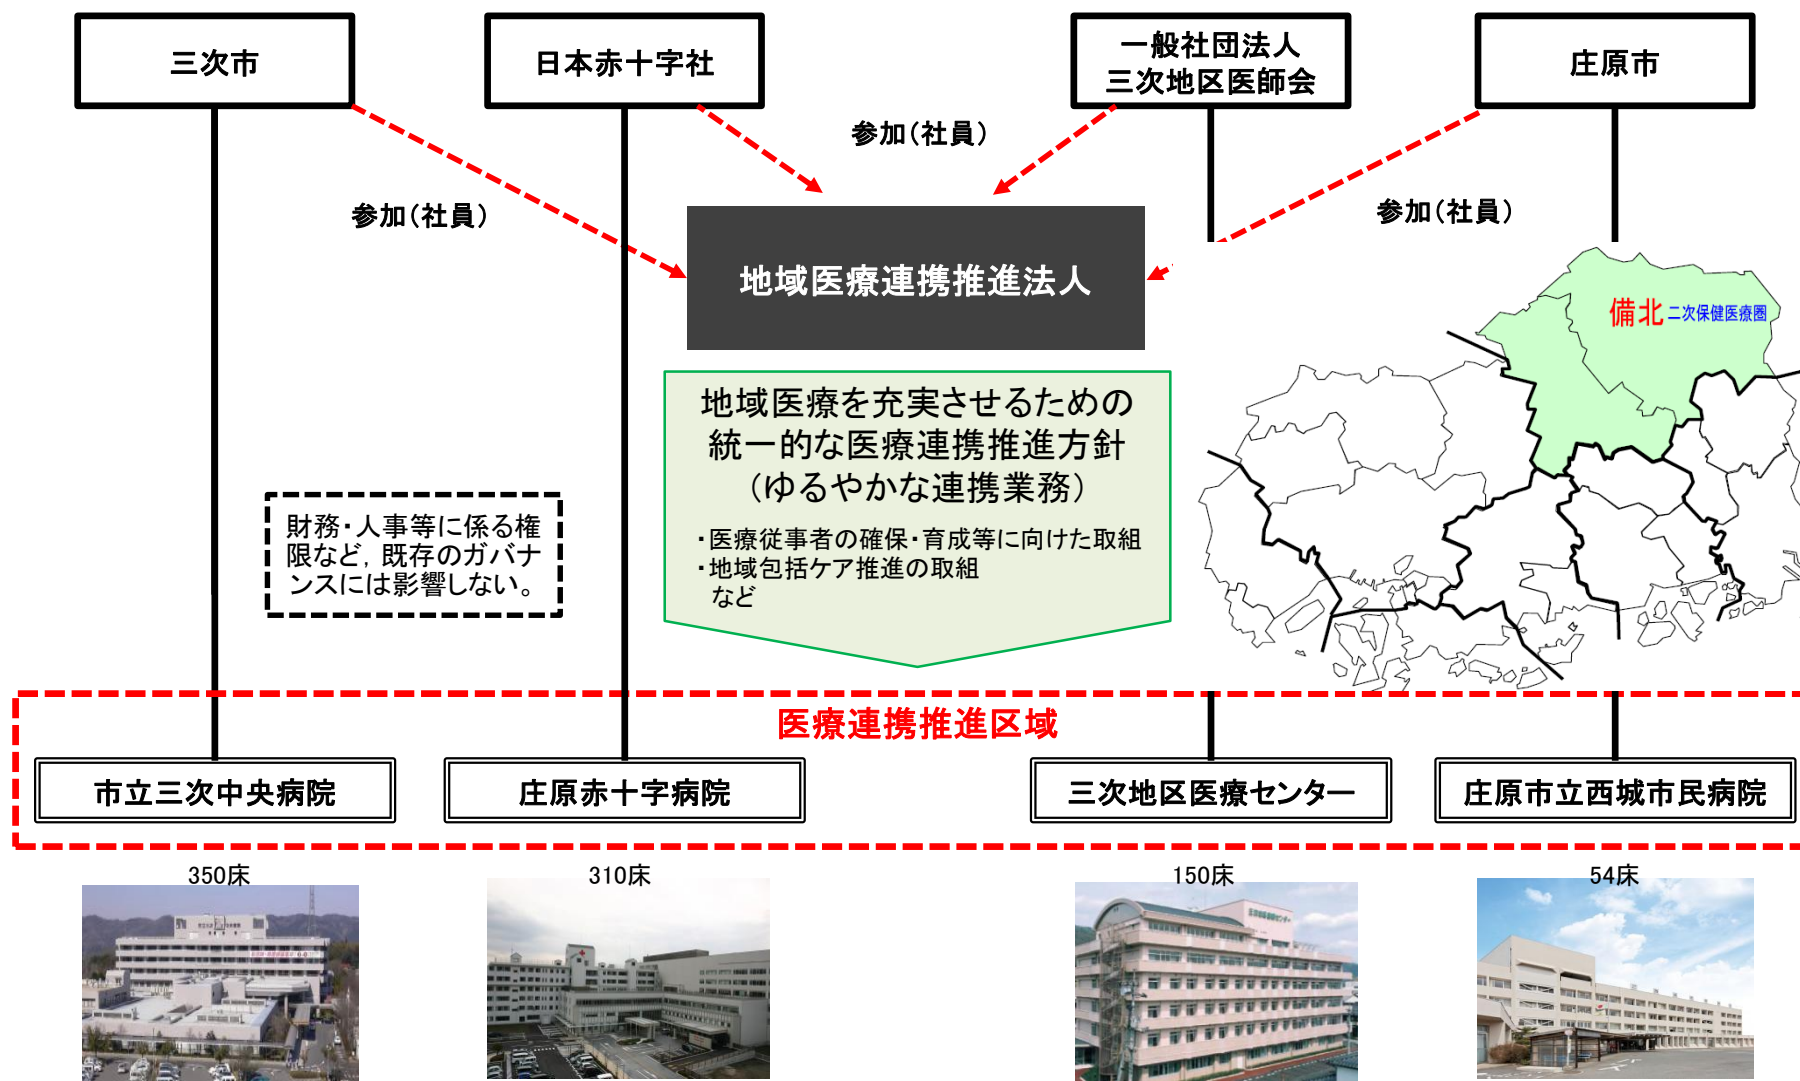 三次市
日本赤十字社
一般社団法人
三次地区医師会
庄原市
参加(社員)
参加(社員)
参加(社員)
地域医療連携推進法人
備北 二次保健医療圏
地域医療を充実させるための
統一的な医療連携推進方針
(ゆるやかな連携業務)
・医療従事者の確保・育成等に向けた取組
・地域包括ケア推進の取組
など
財務・人事等に係る権
限など，既存のガバナ
ンスには影響しない。
医療連携推進区域
市立三次中央病院
庄原赤十字病院
三次地区医療センター
庄原市立西城市民病院
350床
310床
150床
54床